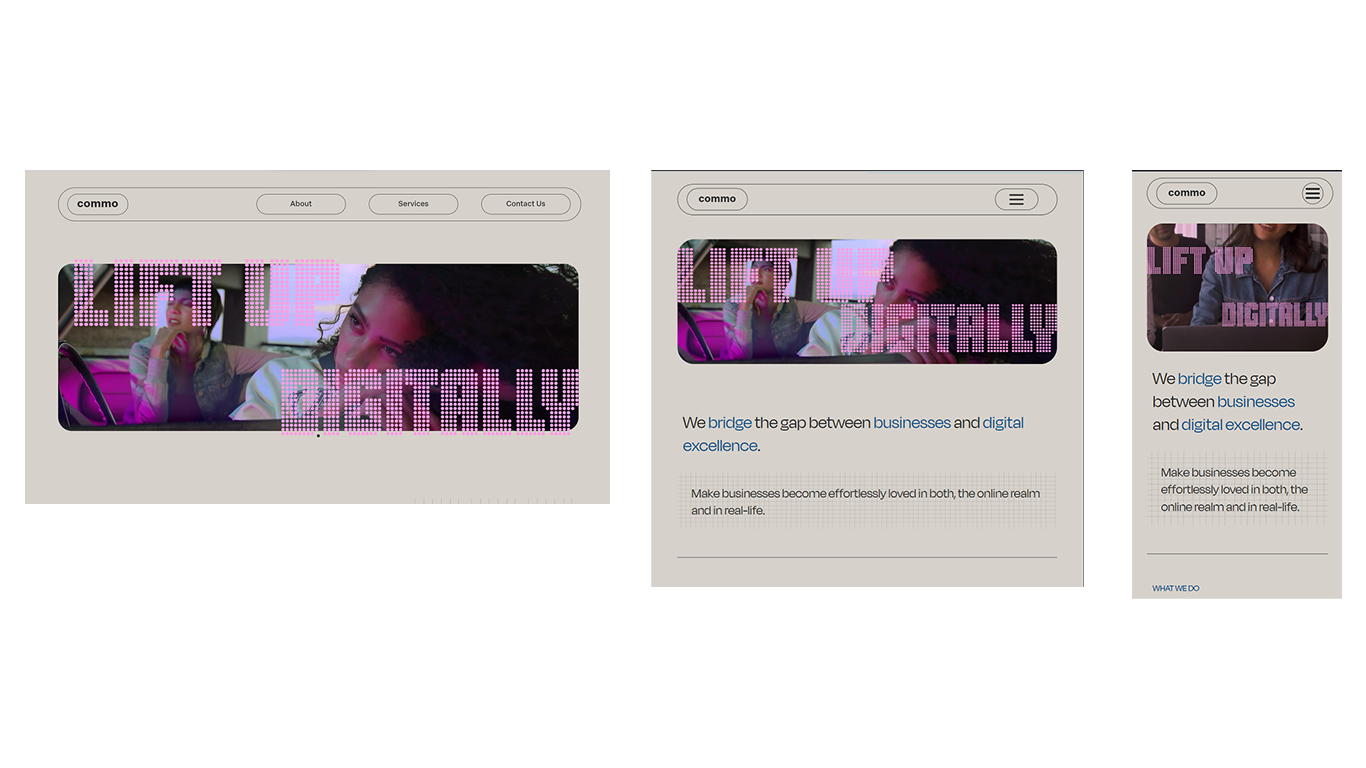 commo
About
Services
Contact Us
LIFT UP
DIGITALLY
commo
LIFT UP
DIGITALLY
We bridge the gap between businesses and digital
excellence.
Make businesses become effortlessly loved in both, the online realm
and in real-life.
commo
LIFT UP
DIGITALLY
We bridge the gap
between businesses
and digital excellence.
Make businesses become
effortlessly loved in both, the
online realm and in real-life.
WHAT WE DO